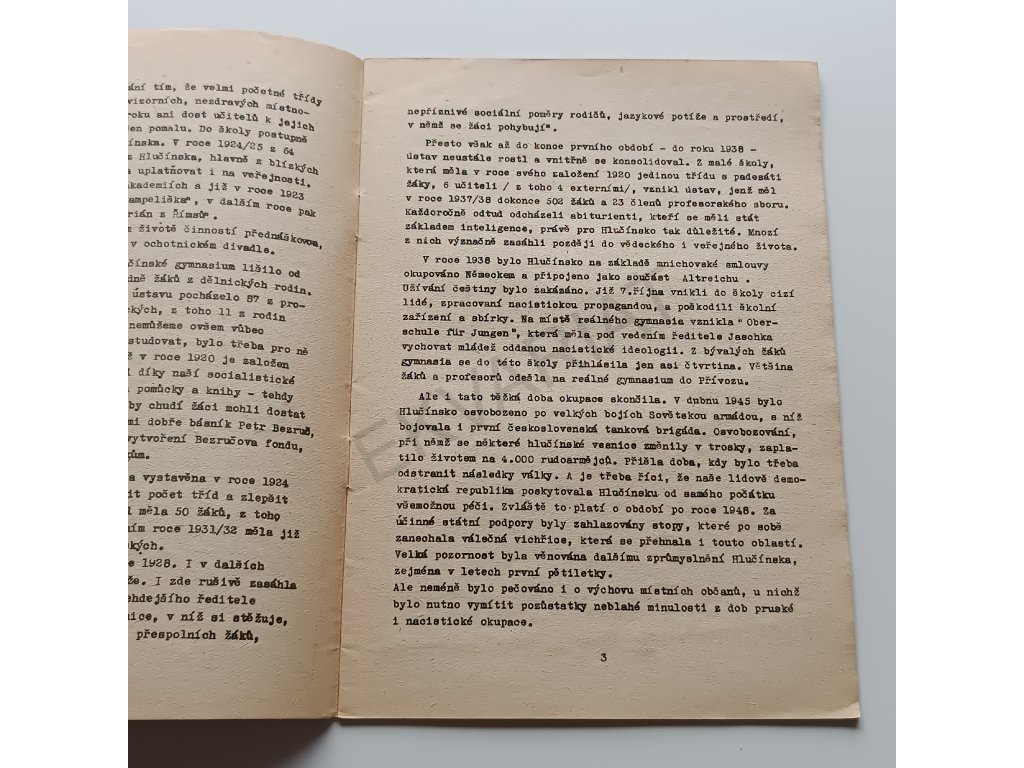 ání tím, že velmi početné třídy
vizorních, nezdravých místno-
roku ani dost učitelů k jejich
en pomalu. Do školy postupně
ínska. V roce 1924/25 z 64
z Hlučínska, hlavně z blízkých
a uplatňovat i na veřejnosti.
akademiích a již v roce 1923
ampeliška", v dalším roce pak
rián z Římsů".
m životě činností přednáškovou,
v ochotnickém divadle.
čínské gymnasium lišilo od
dně žáků z dělnických rodin.
ústavu pocházelo 87 z pro-
ckých, z toho 11 z rodin
nemůžeme ovšem vůbec
studovat, bylo třeba pro ně
ž v roce 1920 je založen
l díky naší socialistické
pomůcky a knihy - tehdy
by chudí žáci mohli dostat
mi dobře básník Petr Bezruč,
vytvoření Bezručova fondu,
gům.
a vystavěna v roce 1924
it počet tříd a zlepšit
l měla 50 žáků, z toho
ním roce 1931/32 měla již
kých.
e 1928. I v dalších
že. I zde rušivě zasáhla
ehdejšího ředitele
nice, v níž si stěžuje,
přespolních žáků,
nepříznivé sociální poměry rodičů, jazykové potíže a prostředí,
v němž se žáci pohybují".
Přesto však až do konce prvního období - do roku 1938 -
ústav neustále rostl a vnitřně se konsolidoval. Z malé školy,
která měla v roce svého založení 1920 jedinou třídu s padesáti
žáky, 6 učiteli / z toho 4 externími/, vznikl ústav, jenž měl
v roce 1937/38 dokonce 502 žáků a 23 členů profesorského sboru.
Každoročně odtud odcházeli abiturienti, kteří se měli stát
základem inteligence, právě pro Hlučínsko tak důležité. Mnozí
z nich význačně zasáhli později do vědeckého i veřejného života.
V roce 1938 bylo Hlučínsko na základě mnichovské smlouvy
okupováno Německem a připojeno jako součást Altreichu.
Užívání češtiny bylo zakázáno. Již 7.října vnikli do školy cizí
lidé, zpracovaní nacistickou propagandou, a poškodili školní
zařízení a sbírky. Na místě reálného gymnasia vznikla " Ober-
schule für Jungen", která měla pod vedením ředitele Jaschka
vychovat mládež oddanou nacistické ideologii. Z bývalých žáků
gymnasia se do této školy přihlásila jen asi čtvrtina. Většina
žáků a profesorů odešla na reálné gymnasium do Přívozu.
Ale i tato těžká doba okupace skončila. V dubnu 1945 bylo
Hlučínsko osvobozeno po velkých bojích Sovětskou armádou, s níž
bojovala i první československá tanková brigáda. Osvobozování,
při němž se některé hlučínské vesnice změnily v trosky, zapla-
tilo životem na 4.000 rudoarmějců. Přišla doba, kdy bylo třeba
odstranit následky války. A je třeba říci, že naše lidově demo-
kratická republika poskytovala Hlučínsku od samého počátku
všemožnou péči. Zvláště to platí o období po roce 1948. Za
účinné státní podpory byly zahlazovány stopy, které po sobě
zanechala válečná vichřice, která se přehnala i touto oblastí.
Velká pozornost byla věnována dalšímu zprůmyslnění Hlučínska,
zejména v letech první pětiletky.
Ale neméně bylo pečováno i o výchovu místních občanů, u nichž
bylo nutno vymítit pozůstatky neblahé minulosti z dob pruské
i nacistické okupace.
3